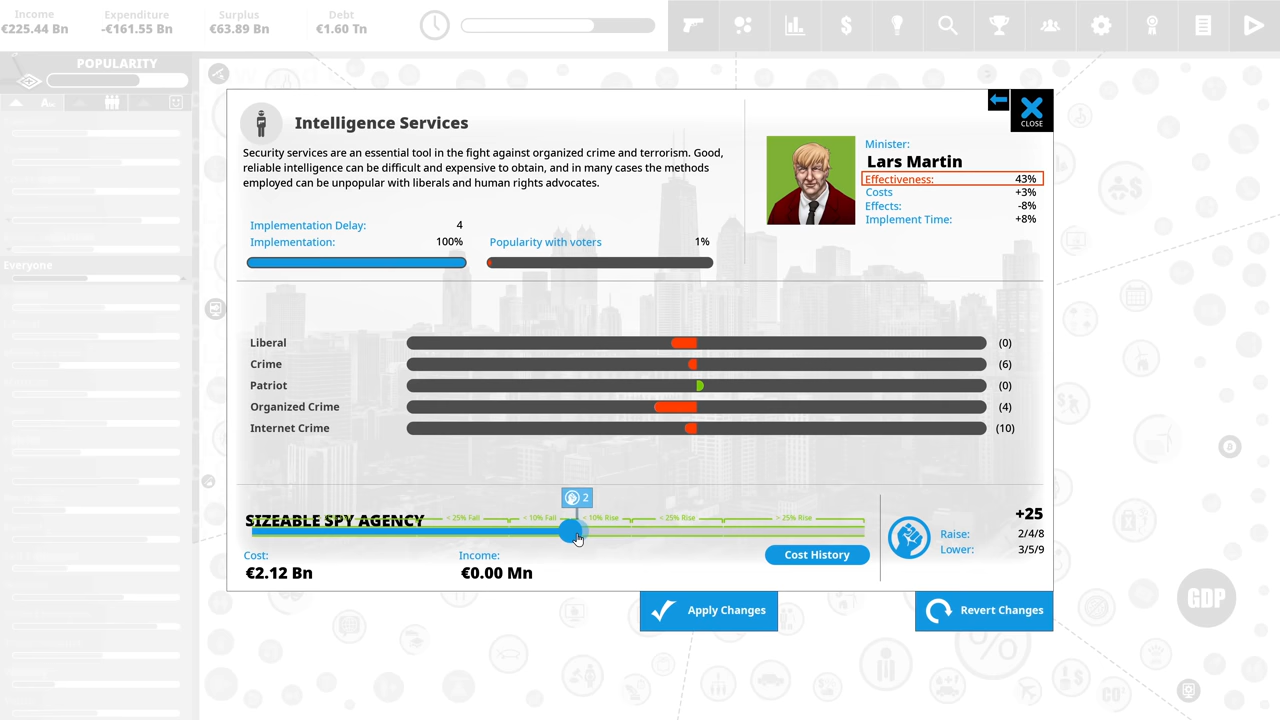 Income
Expenditure
Surplus
Debt
€225.44 Bn
-€161.55 Bn
€63.89 Bn
€1.60 Tn
POPULARITY
Everyone
Intelligence Services
Security services are an essential tool in the fight against organized crime and terrorism. Good,
reliable intelligence can be difficult and expensive to obtain, and in many cases the methods
employed can be unpopular with liberals and human rights advocates.
Implementation Delay: 4
Implementation: 100%
Popularity with voters 1%
CLOSE
Minister:
Lars Martin
Effectiveness: 43%
Costs +3%
Effects: -8%
Implement Time: +8%
Liberal (0)
Crime (6)
Patriot (0)
Organized Crime (4)
Internet Crime (10)
2
SIZEABLE SPY AGENCY
< 25% Fall < 10% Fall < 10% Rise < 25% Rise > 25% Rise
Cost:
€2.12 Bn
Income:
€0.00 Mn
Cost History
+25
Raise: 2/4/8
Lower: 3/5/9
Apply Changes
Revert Changes
GDP